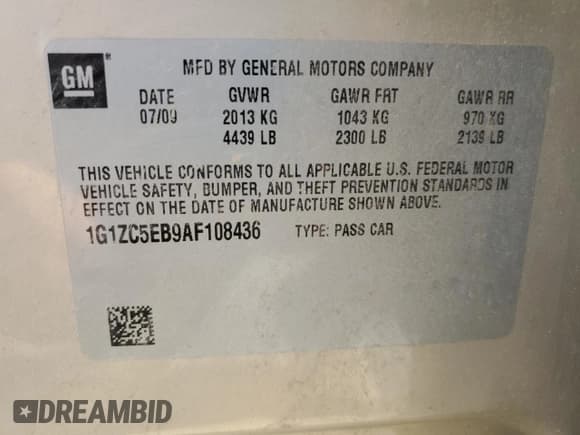 GM
MFD BY GENERAL MOTORS COMPANY
DATE GVWR GAWR FRT GAWR RR
07/09 2013 KG 1043 KG 970 KG
4439 LB 2300 LB 2139 LB
THIS VEHICLE CONFORMS TO ALL APPLICABLE U.S. FEDERAL MOTOR
VEHICLE SAFETY, BUMPER, AND THEFT PREVENTION STANDARDS IN
EFFECT ON THE DATE OF MANUFACTURE SHOWN ABOVE.
1G1ZC5EB9AF108436 TYPE: PASS CAR
DREAMBID